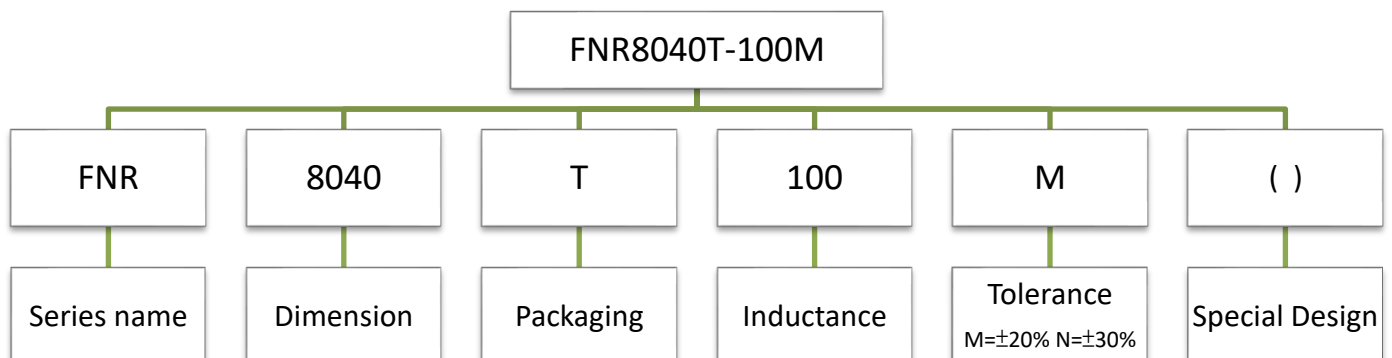 FNR8040T-100M
FNR
8040
T
100
M
( )
Series name
Dimension
Packaging
Inductance
Tolerance
M=±20% N=±30%
Special Design